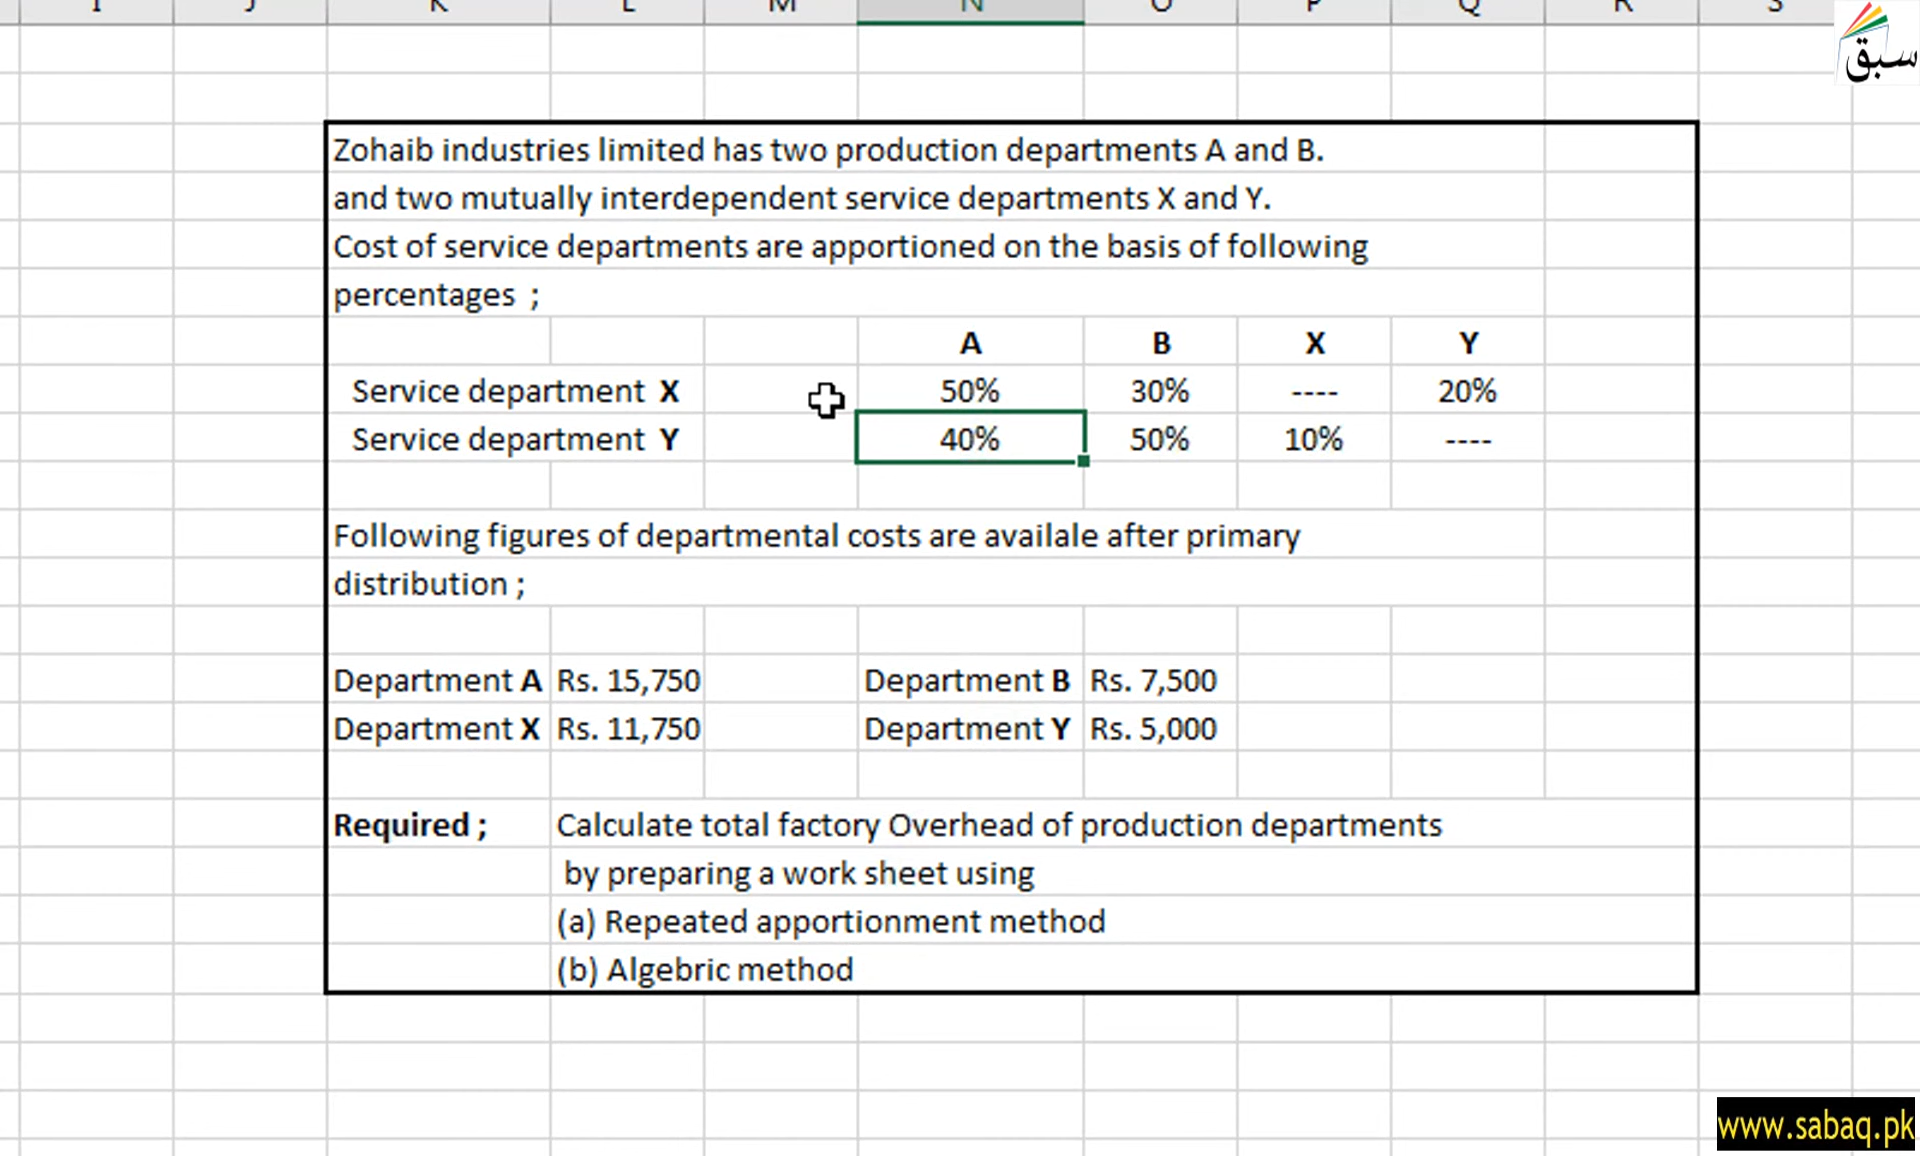 I J K L M N O P Q R S
سبق
Zohaib industries limited has two production departments A and B.
and two mutually interdependent service departments X and Y.
Cost of service departments are apportioned on the basis of following
percentages ;
A B X Y
Service department X 50% 30% ---- 20%
Service department Y 40% 50% 10% ----
Following figures of departmental costs are availale after primary
distribution ;
Department A Rs. 15,750 Department B Rs. 7,500
Department X Rs. 11,750 Department Y Rs. 5,000
Required ; Calculate total factory Overhead of production departments
by preparing a work sheet using
(a) Repeated apportionment method
(b) Algebric method
www.sabaq.pk